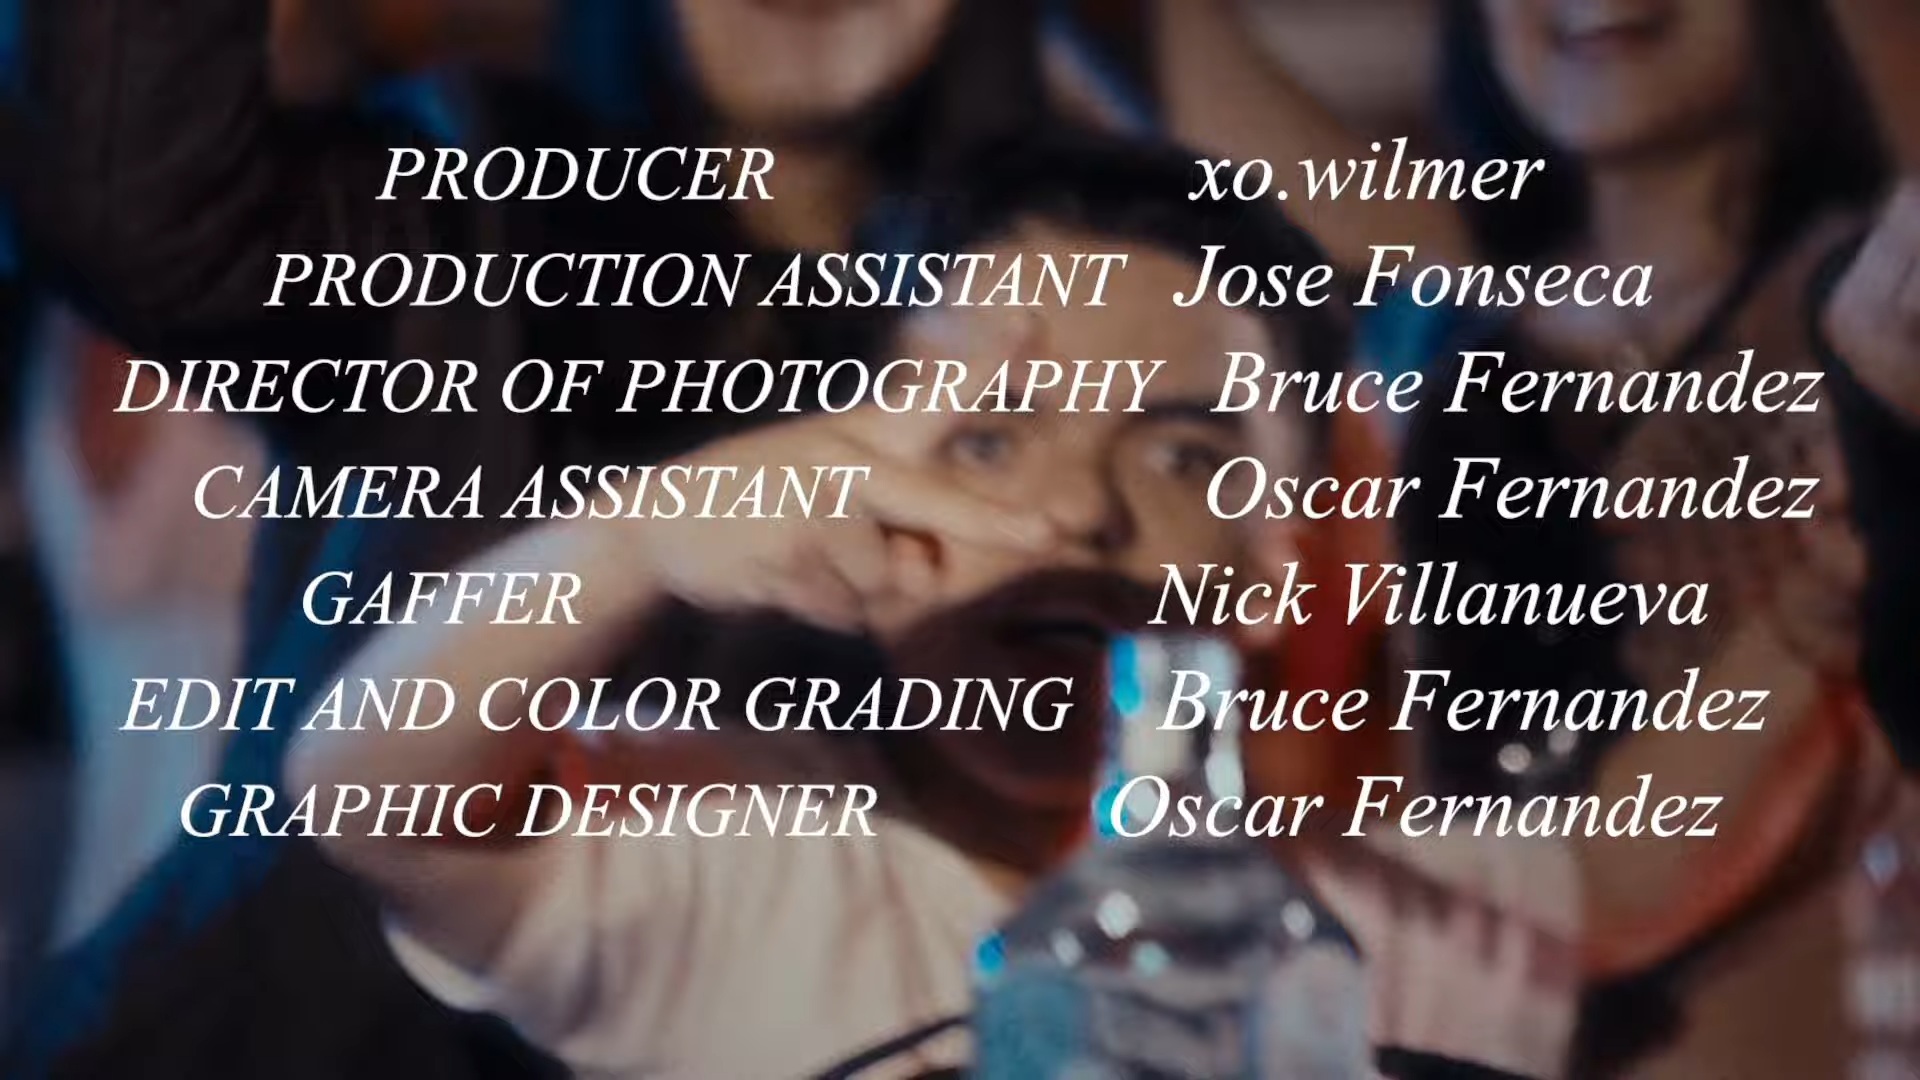 PRODUCER xo.wilmer
PRODUCTION ASSISTANT Jose Fonseca
DIRECTOR OF PHOTOGRAPHY Bruce Fernandez
CAMERA ASSISTANT Oscar Fernandez
GAFFER Nick Villanueva
EDIT AND COLOR GRADING Bruce Fernandez
GRAPHIC DESIGNER Oscar Fernandez